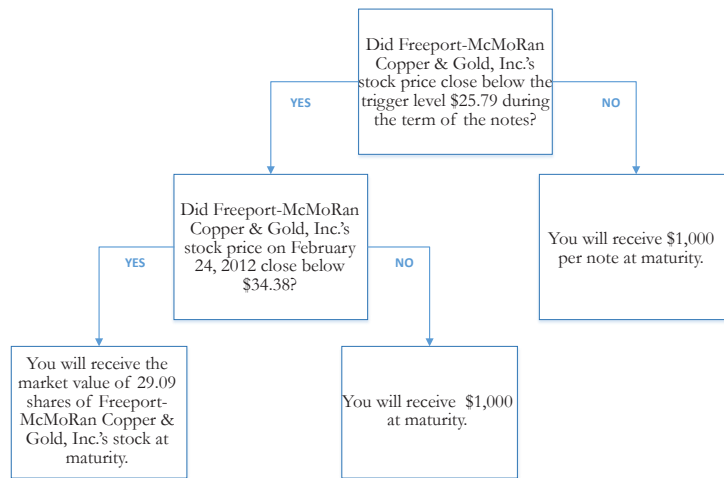 Did Freeport-McMoRan
Copper & Gold, Inc.'s
stock price close below the
trigger level $25.79 during
the term of the notes?
YES
NO
Did Freeport-McMoRan
Copper & Gold, Inc.'s
stock price on February
24, 2012 close below
$34.38?
You will receive $1,000
per note at maturity.
YES
NO
You will receive the
market value of 29.09
shares of Freeport-
McMoRan Copper &
Gold, Inc.'s stock at
maturity.
You will receive $1,000
at maturity.